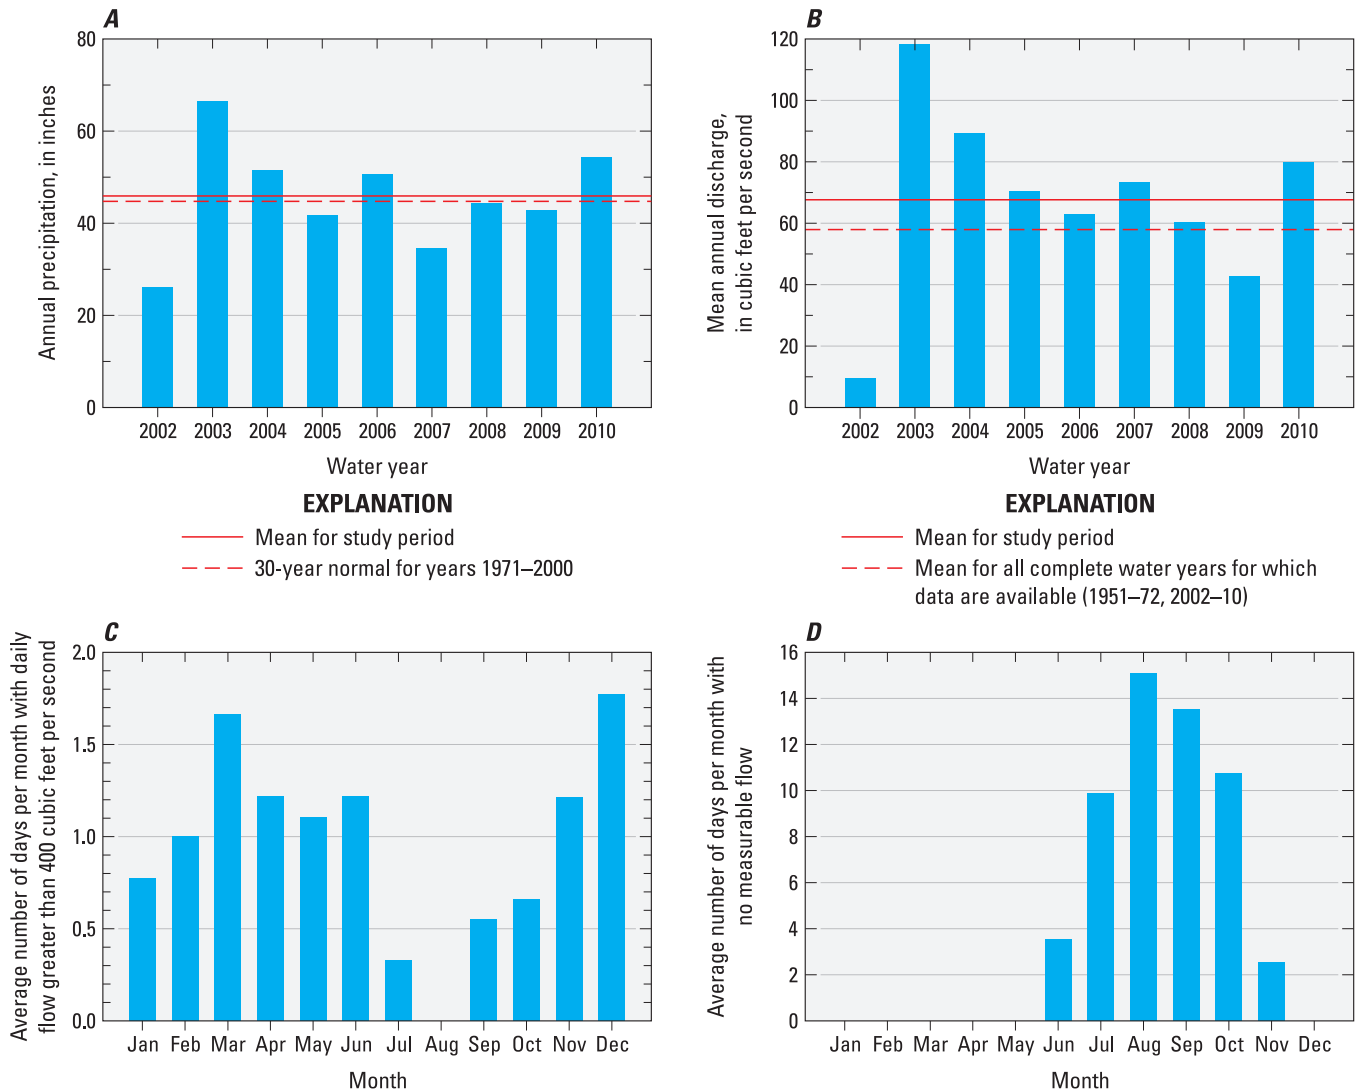 A
Annual precipitation, in inches
80
60
40
20
0
2002 2003 2004 2005 2006 2007 2008 2009 2010
Water year
EXPLANATION
Mean for study period
30-year normal for years 1971–2000
B
Mean annual discharge,
in cubic feet per second
120
100
80
60
40
20
0
2002 2003 2004 2005 2006 2007 2008 2009 2010
Water year
EXPLANATION
Mean for study period
Mean for all complete water years for which
data are available (1951–72, 2002–10)
C
Average number of days per month with daily
flow greater than 400 cubic feet per second
2.0
1.5
1.0
0.5
0.0
Jan Feb Mar Apr May Jun Jul Aug Sep Oct Nov Dec
Month
D
Average number of days per month with
no measurable flow
16
14
12
10
8
6
4
2
0
Jan Feb Mar Apr May Jun Jul Aug Sep Oct Nov Dec
Month